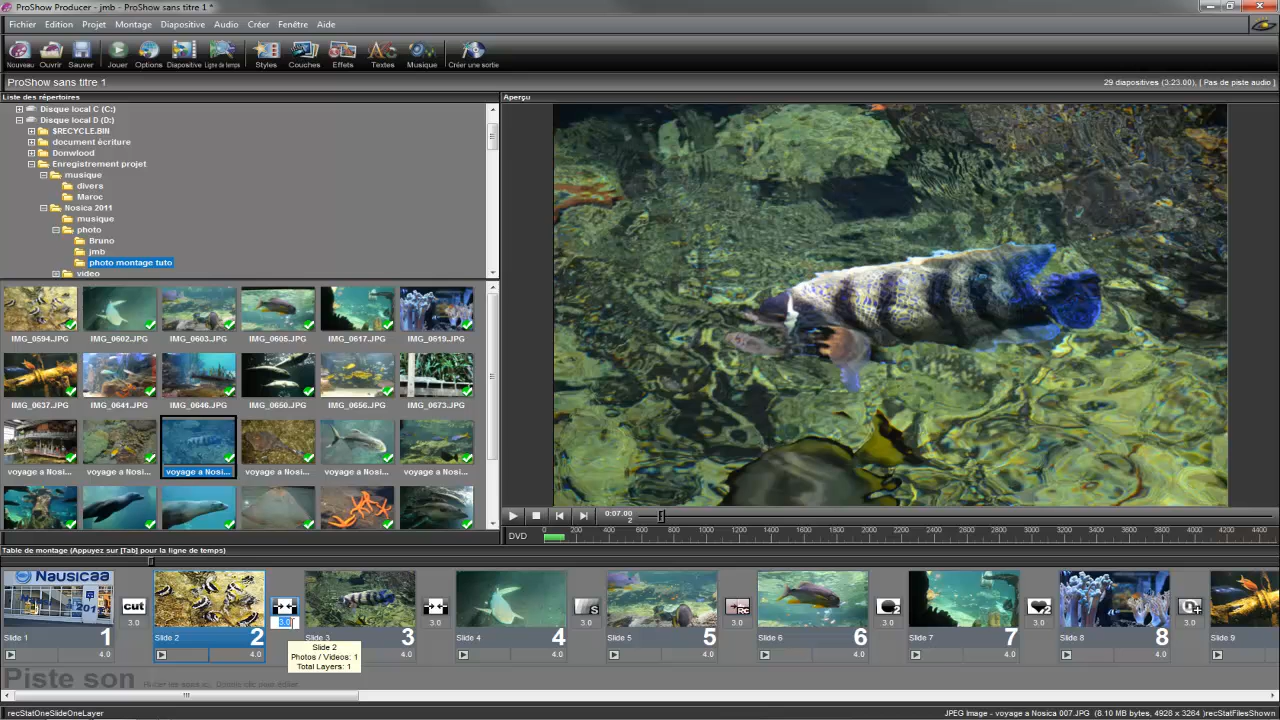 ProShow Producer - jmb - ProShow sans titre 1 *
Fichier Edition Projet Montage Diapositive Audio Créer Fenêtre Aide
Nouveau Ouvrir Sauver Jouer Options Diapositive Ligne de temps Styles Couches Effets Textes Musique Créer une sortie
ProShow sans titre 1
29 diapositives (3:23.00), [ Pas de piste audio ]
Liste des répertoires
Aperçu
Disque local C (C:)
Disque local D (D:)
$RECYCLE.BIN
document ècriture
Donwlood
Enregistrement projet
musique
divers
Maroc
Nosica 2011
musique
photo
Bruno
jmb
photo montage tuto
video
IMG_0594.JPG IMG_0602.JPG IMG_0603.JPG IMG_0605.JPG IMG_0617.JPG IMG_0619.JPG
IMG_0637.JPG IMG_0641.JPG IMG_0646.JPG IMG_0650.JPG IMG_0656.JPG IMG_0673.JPG
voyage a Nosi... voyage a Nosi... voyage a Nosi... voyage a Nosi... voyage a Nosi... voyage a Nosi...
0:07.00
2
DVD
0 200 400 600 800 1000 1200 1400 1600 1800 2000 2200 2400 2600 2800 3000 3200 3400 3600 3800 4000 4200 4400
Table de montage (Appuyez sur [Tab] pour la ligne de temps)
Nausicaa
201
cut
S
Rec
2
2
3.0 3.0 3.0 3.0 3.0 3.0 3.0 3.0
Slide 1 1 Slide 2 2 Slide 3 3 Slide 4 4 Slide 5 5 Slide 6 6 Slide 7 7 Slide 8 8 Slide 9
4.0 4.0 4.0 4.0 4.0 4.0 4.0 4.0
Slide 2
Photos / Videos: 1
Total Layers: 1
Piste son
recStatOneSlideOneLayer
JPEG Image - voyage a Nosica 007.JPG (8.10 MB bytes, 4928 x 3264 )
recStatFilesShown